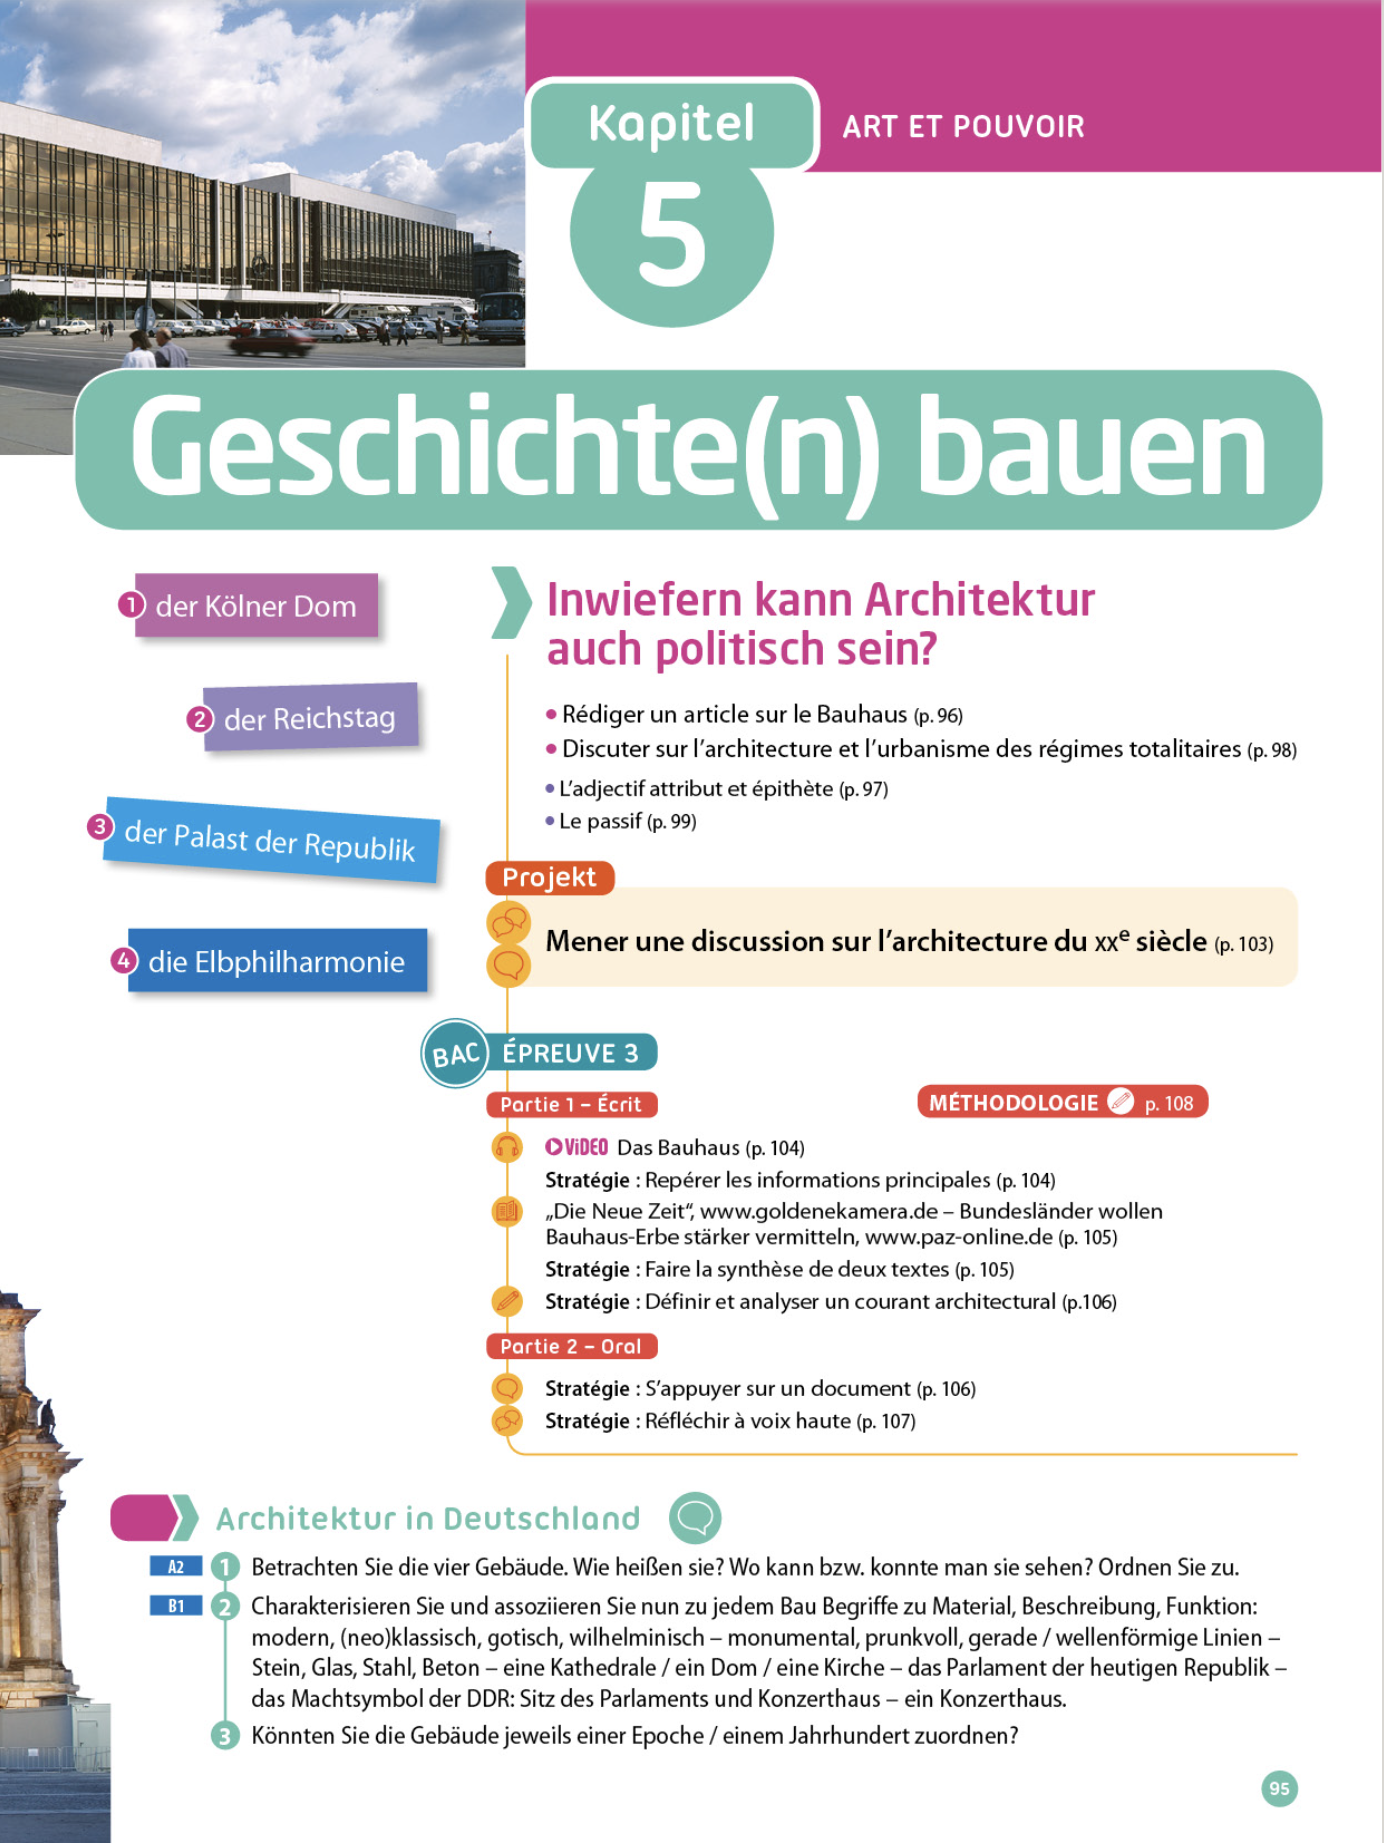 Kapitel
5
ART ET POUVOIR
Geschichte(n) bauen
1 der Kölner Dom
2 der Reichstag
3 der Palast der Republik
4 die Elbphilharmonie
Inwiefern kann Architektur
auch politisch sein?
• Rédiger un article sur le Bauhaus (p. 96)
• Discuter sur l’architecture et l’urbanisme des régimes totalitaires (p. 98)
• L’adjectif attribut et épithète (p. 97)
• Le passif (p. 99)
Projekt
Mener une discussion sur l’architecture du XXe siècle (p. 103)
BAC ÉPREUVE 3
Partie 1 – Écrit
MÉTHODOLOGIE p. 108
ViDEO Das Bauhaus (p. 104)
Stratégie : Repérer les informations principales (p. 104)
„Die Neue Zeit“, www.goldenekamera.de – Bundesländer wollen
Bauhaus-Erbe stärker vermitteln, www.paz-online.de (p. 105)
Stratégie : Faire la synthèse de deux textes (p. 105)
Stratégie : Définir et analyser un courant architectural (p.106)
Partie 2 – Oral
Stratégie : S’appuyer sur un document (p. 106)
Stratégie : Réfléchir à voix haute (p. 107)
Architektur in Deutschland
A2 1 Betrachten Sie die vier Gebäude. Wie heißen sie? Wo kann bzw. konnte man sie sehen? Ordnen Sie zu.
B1 2 Charakterisieren Sie und assoziieren Sie nun zu jedem Bau Begriffe zu Material, Beschreibung, Funktion:
modern, (neo)klassisch, gotisch, wilhelminisch – monumental, prunkvoll, gerade / wellenförmige Linien –
Stein, Glas, Stahl, Beton – eine Kathedrale / ein Dom / eine Kirche – das Parlament der heutigen Republik –
das Machtsymbol der DDR: Sitz des Parlaments und Konzerthaus – ein Konzerthaus.
3 Könnten Sie die Gebäude jeweils einer Epoche / einem Jahrhundert zuordnen?
95